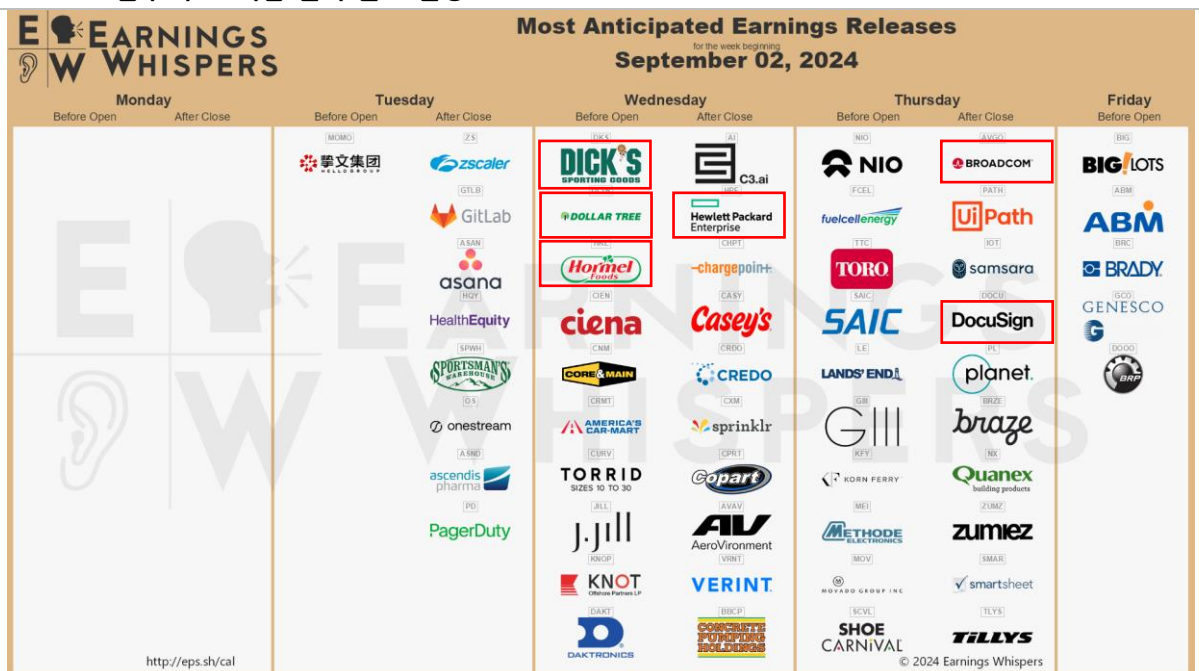 EARNINGS
WHISPERS
Most Anticipated Earnings Releases
for the week beginning
September 02, 2024
Monday
Before Open
After Close
Tuesday
Before Open
After Close
Wednesday
Before Open
After Close
Thursday
Before Open
After Close
Friday
Before Open
MOMO
挚文集团
HELLOGROUP
ZS
zscaler
GTLB
GitLab
ASAN
asana
HQY
HealthEquity
SPWH
SPORTSMAN'S
WAREHOUSE
OS
onestream
ASND
ascendis
pharma
PD
PagerDuty
DKS
DICK'S
SPORTING GOODS
DOLLAR TREE
HRL
Hormel
Foods
CIEN
ciena
CNM
CORE & MAIN
CRMT
AMERICA'S
CAR-MART
CURV
TORRID
SIZES 10 TO 30
JILL
J.Jill
KNOP
KNOT
Offshore Partners LP
DAKT
DAKTRONICS
AI
C3.ai
HPE
Hewlett Packard
Enterprise
CHPT
-chargepoin+
CASY
Casey's
CRDO
CREDO
CXM
sprinklr
CPRT
Copart
AVAV
AV
AeroVironment
VRNT
VERINT
BBCP
CONCRETE
PUMPING
HOLDINGS
NIO
NIO
FCEL
fuelcellenergy
TTC
TORO
SAIC
SAIC
LE
LANDS' END
GIII
GIII
KFY
KORN FERRY
MEI
METHODE
ELECTRONICS
MOV
MOVADO GROUP INC
SCVL
SHOE
CARNIVAL
AVGO
BROADCOM
PATH
UiPath
IOT
samsara
DOCU
DocuSign
PL
planet.
BRZE
braze
NX
Quanex
building products
ZUMZ
zumiez
SMAR
smartsheet
TLYS
TILLYS
BIG
BIG!LOTS
ABM
ABM
BRC
BRADY
GCO
GENESCO
G
DOOO
BRP
http://eps.sh/cal
© 2024 Earnings Whispers